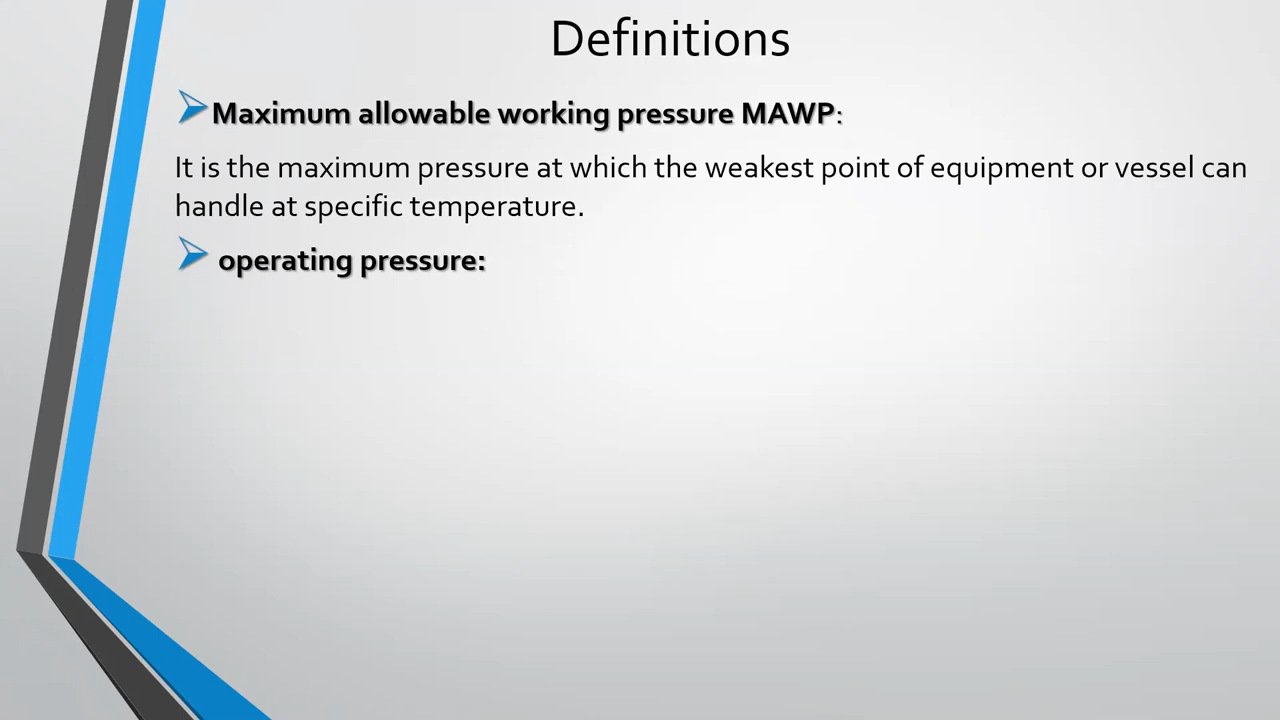 Definitions
Maximum allowable working pressure MAWP:
It is the maximum pressure at which the weakest point of equipment or vessel can
handle at specific temperature.
operating pressure: